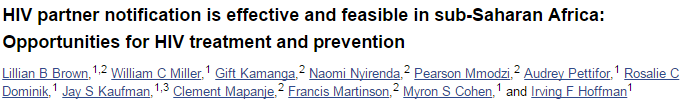 HIV partner notification is effective and feasible in sub-Saharan Africa:
Opportunities for HIV treatment and prevention
Lillian B Brown,1,2 William C Miller,1 Gift Kamanga,2 Naomi Nyirenda,2 Pearson Mmodzi,2 Audrey Pettifor,1 Rosalie C
Dominik,1 Jay S Kaufman,1,3 Clement Mapanje,2 Francis Martinson,2 Myron S Cohen,1 and Irving F Hoffman1